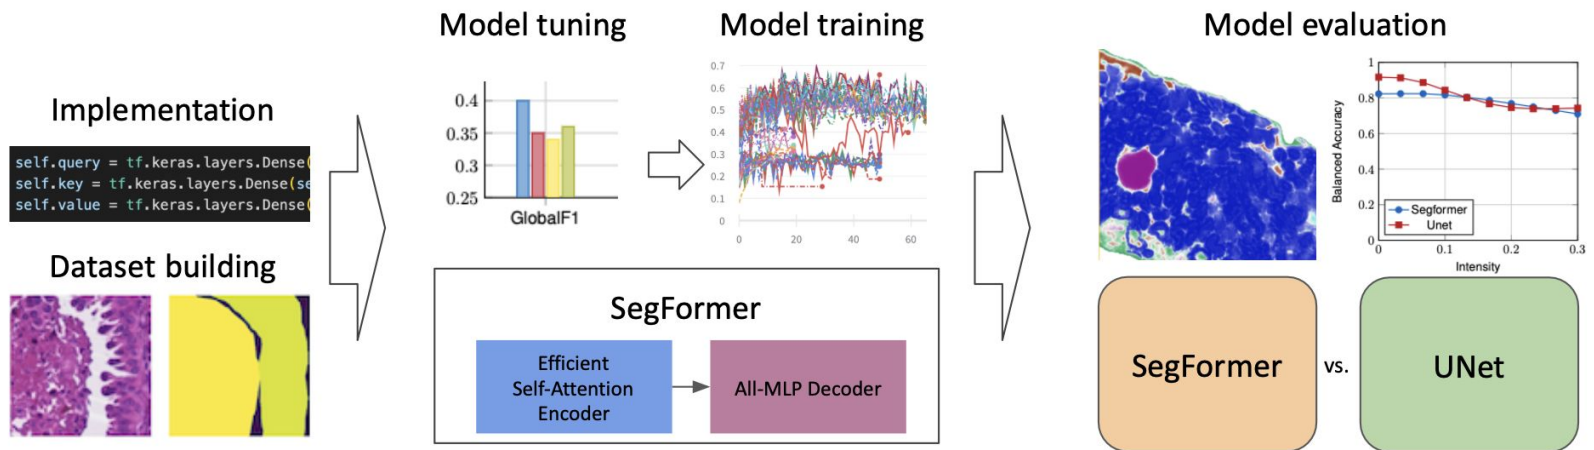 Implementation
self.query = tf.keras.layers.Dense(
self.key = tf.keras.layers.Dense(se
self.value = tf.keras.layers.Dense(
Dataset building
Model tuning
0.4
0.35
0.3
0.25
GlobalF1
Model training
0.7
0.6
0.5
0.4
0.3
0.2
0.1
0
0 20 40 60
SegFormer
Efficient
Self-Attention
Encoder
All-MLP Decoder
Model evaluation
Balanced Accuracy
1
0.8
0.6
0.4
0.2
0
Segformer
Unet
0 0.1 0.2 0.3
Intensity
SegFormer
vs.
UNet